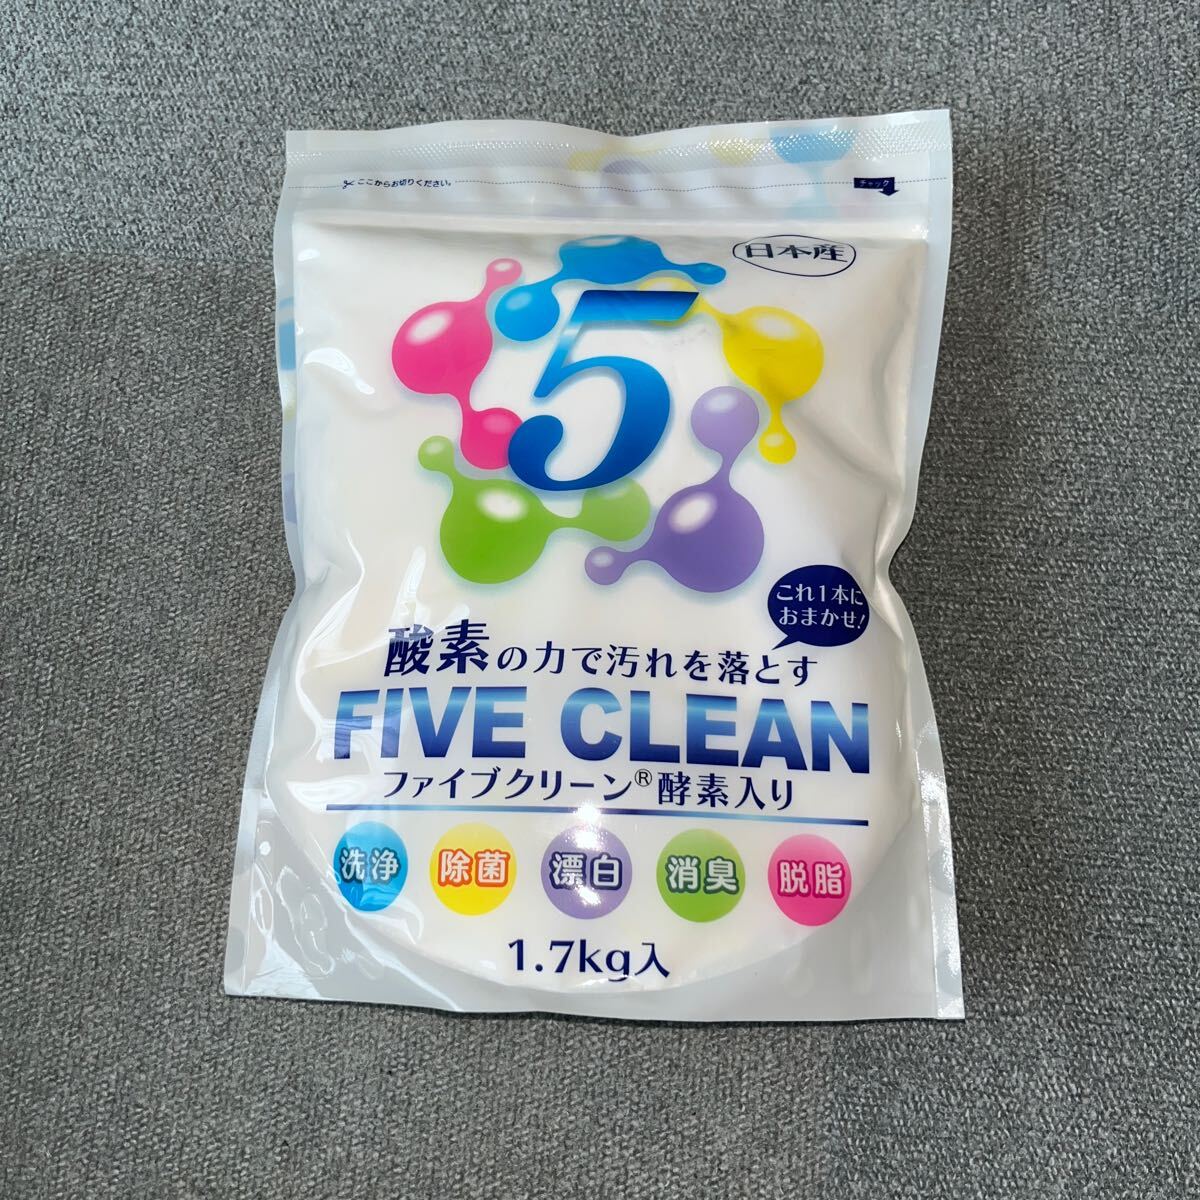 ここからお切りください。
チャック
日本産
5
これ1本に
おまかせ!
酸素の力で汚れを落とす
FIVE CLEAN
ファイブクリーン®酵素入り
洗浄 除菌 漂白 消臭 脱脂
1.7kg入